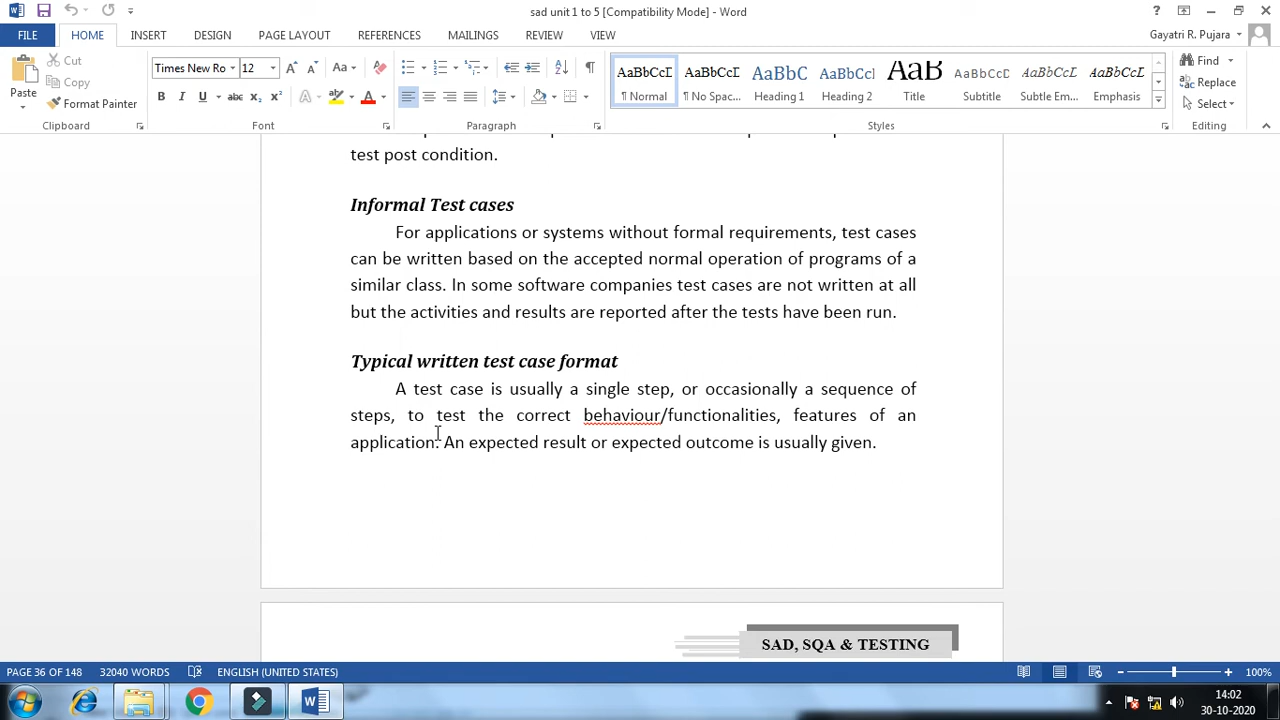 sad unit 1 to 5 [Compatibility Mode] - Word
FILE HOME INSERT DESIGN PAGE LAYOUT REFERENCES MAILINGS REVIEW VIEW Gayatri R. Pujara
Paste
Cut
Copy
Format Painter
Clipboard
Times New Ro 12
Font
Paragraph
AaBbCcI AaBbCcI AaBbC AaBbCcI AaB AaBbCcD AaBbCcD AaBbCcI
¶ Normal ¶ No Spac... Heading 1 Heading 2 Title Subtitle Subtle Em... Emphasis
Styles
Find
Replace
Select
Editing
test post condition.
Informal Test cases
For applications or systems without formal requirements, test cases
can be written based on the accepted normal operation of programs of a
similar class. In some software companies test cases are not written at all
but the activities and results are reported after the tests have been run.
Typical written test case format
A test case is usually a single step, or occasionally a sequence of
steps, to test the correct behaviour/functionalities, features of an
application. An expected result or expected outcome is usually given.
SAD, SQA & TESTING
PAGE 36 OF 148 32040 WORDS ENGLISH (UNITED STATES) 100%
14:02
30-10-2020